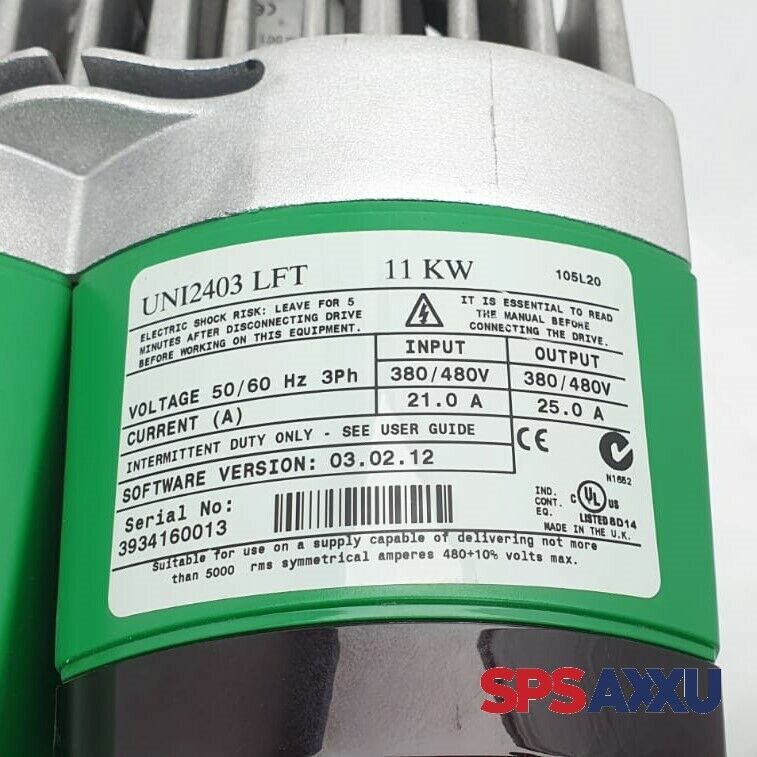 UNI2403 LFT 11 KW 105L20
ELECTRIC SHOCK RISK: LEAVE FOR 5
MINUTES AFTER DISCONNECTING DRIVE
BEFORE WORKING ON THIS EQUIPMENT.
IT IS ESSENTIAL TO READ
THE MANUAL BEFORE
CONNECTING THE DRIVE.
INPUT OUTPUT
VOLTAGE 50/60 Hz 3Ph 380/480V 380/480V
CURRENT (A) 21.0 A 25.0 A
INTERMITTENT DUTY ONLY - SEE USER GUIDE
SOFTWARE VERSION: 03.02.12
CE
N1682
Serial No:
3934160013
IND.
CONT.
EQ.
C UL US
LISTED 8D14
MADE IN THE U.K.
Suitable for use on a supply capable of delivering not more
than 5000 rms symmetrical amperes 480+10% volts max.
SPSAXXU